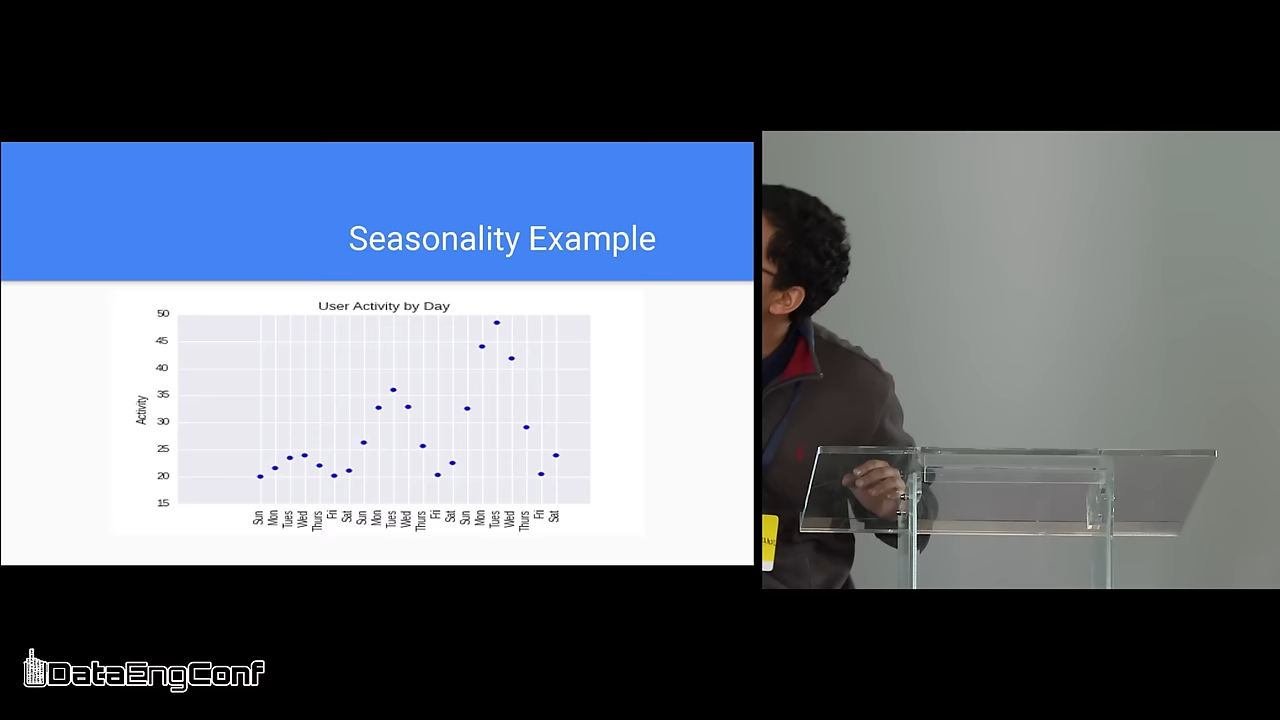 Seasonality Example
User Activity by Day
50
45
40
35
30
25
20
15
Activity
Sun Mon Tues Wed Thurs Fri Sat Sun Mon Tues Wed Thurs Fri Sat Sun Mon Tues Wed Thurs Fri Sat
DataEngConf